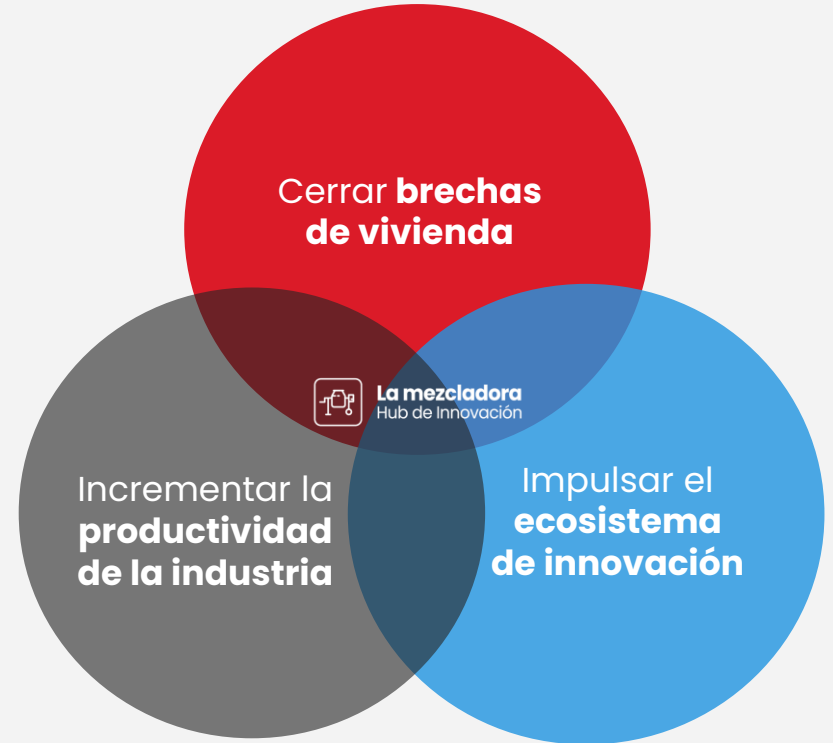 Cerrar brechas
de vivienda
La mezcladora
Hub de Innovación
Incrementar la
productividad
de la industria
Impulsar el
ecosistema
de innovación